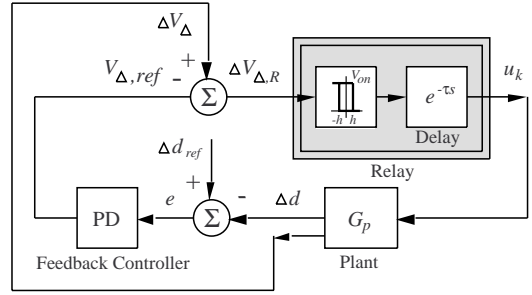 ΔV_Δ
+
V_Δ,ref
-
ΔV_Δ,R
Σ
V_on
-h h
e^{-τs}
Delay
u_k
Relay
Δd_ref
+
e
-
Δd
PD
Σ
G_p
Feedback Controller
Plant